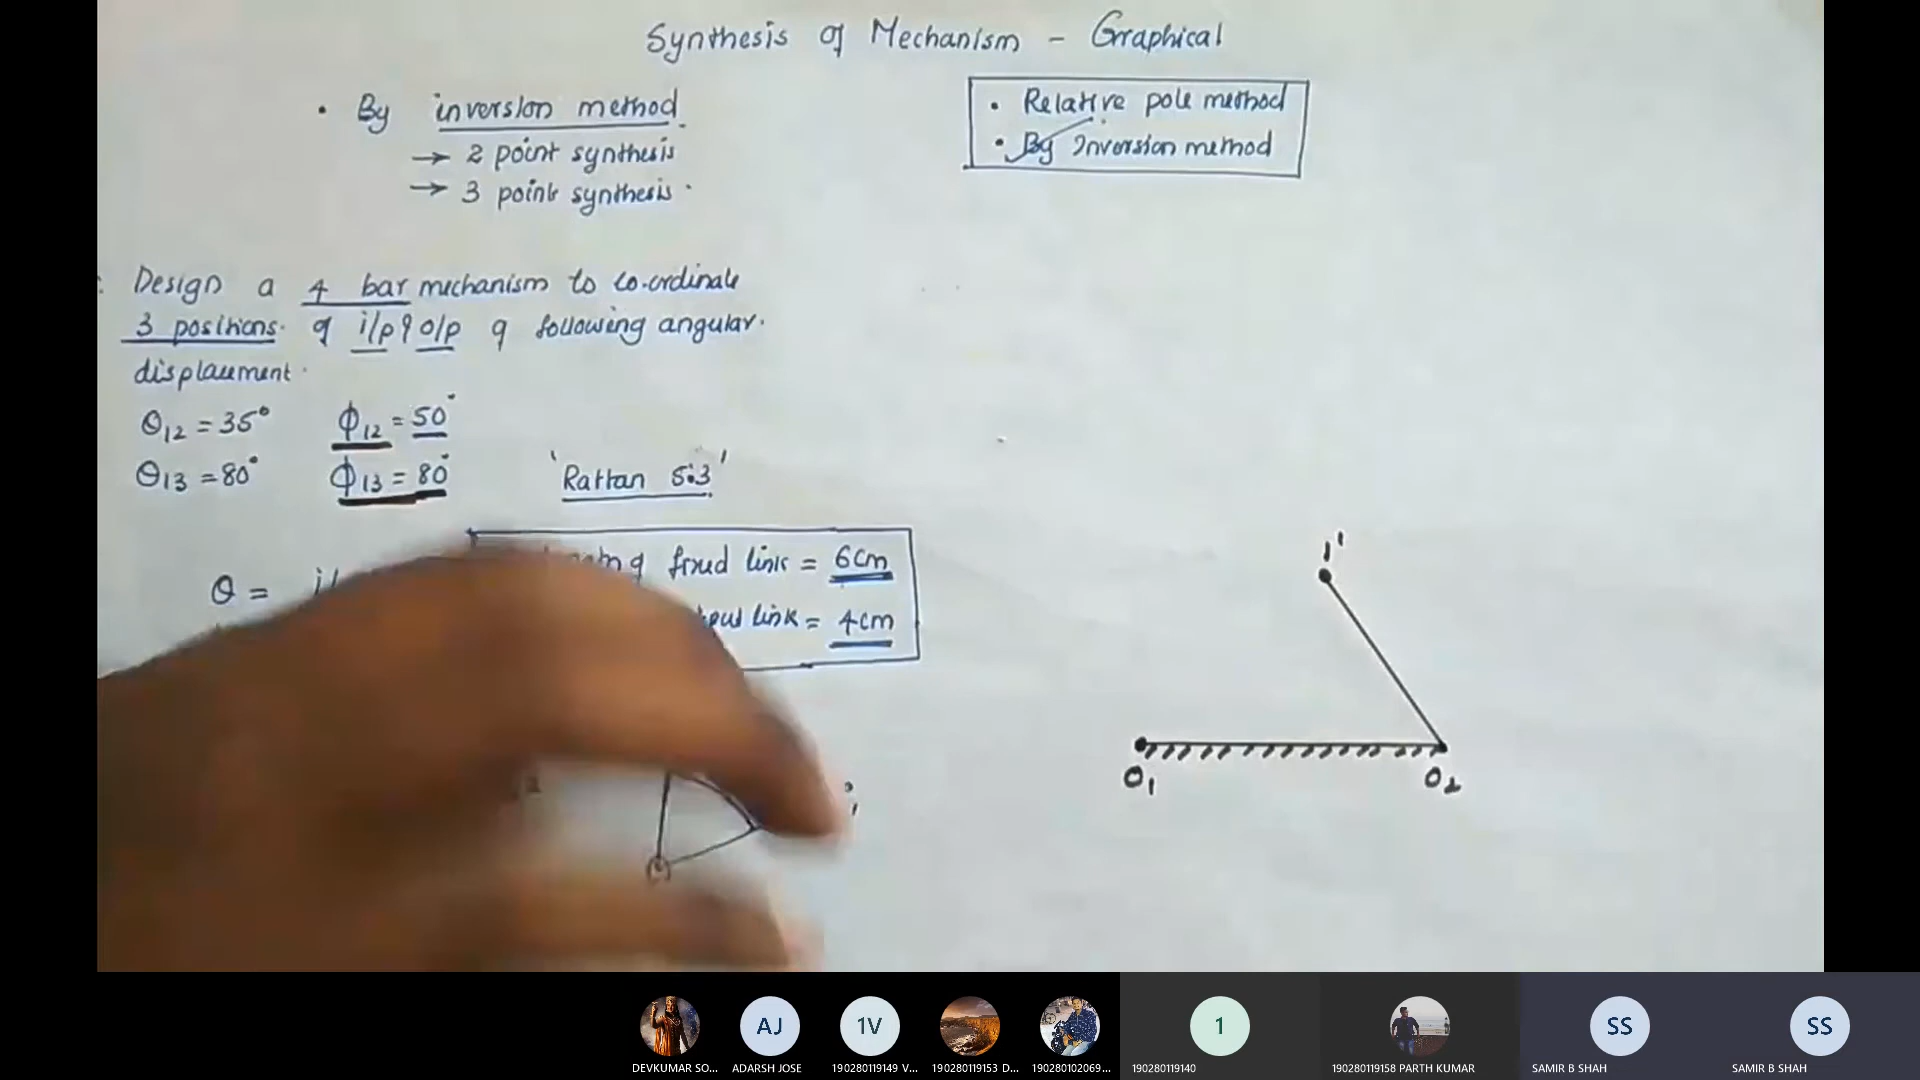 Synthesis of Mechanism - Graphical
• By inversion method
→ 2 point synthesis
→ 3 point synthesis
• Relative pole method
• By Inversion method
Design a 4 bar mechanism to co-ordinate
3 positions of i/p & o/p of following angular
displacement.
θ12 = 35° φ12 = 50°
θ13 = 80° φ13 = 80°
'Rattan 5.3'
fixed link = 6cm
link = 4cm
θ =
1'
O1
O2
DEVKUMAR SO...
ADARSH JOSE
190280119149 V...
190280119153 D...
190280102069...
190280119140
190280119158 PARTH KUMAR
SAMIR B SHAH
SAMIR B SHAH
AJ
1V
1
SS
SS